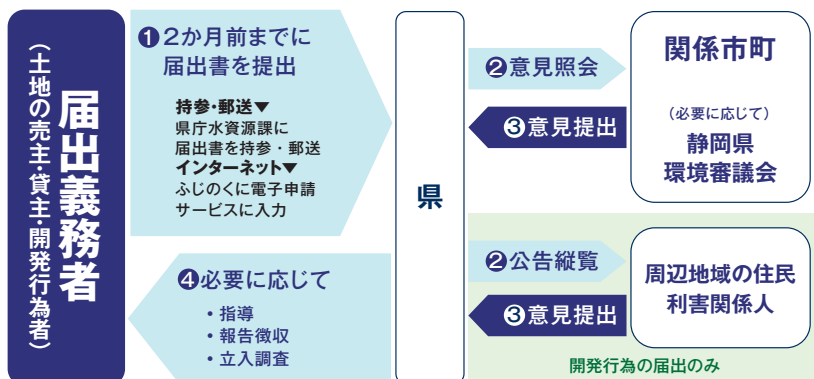 届出義務者
（土地の売主・貸主・開発行為者）
❶2か月前までに
届出書を提出
持参・郵送▼
県庁水資源課に
届出書を持参・郵送
インターネット▼
ふじのくに電子申請
サービスに入力
❹必要に応じて
・指導
・報告徴収
・立入調査
県
❷意見照会
❸意見提出
関係市町
（必要に応じて）
静岡県
環境審議会
❷公告縦覧
❸意見提出
周辺地域の住民
利害関係人
開発行為の届出のみ